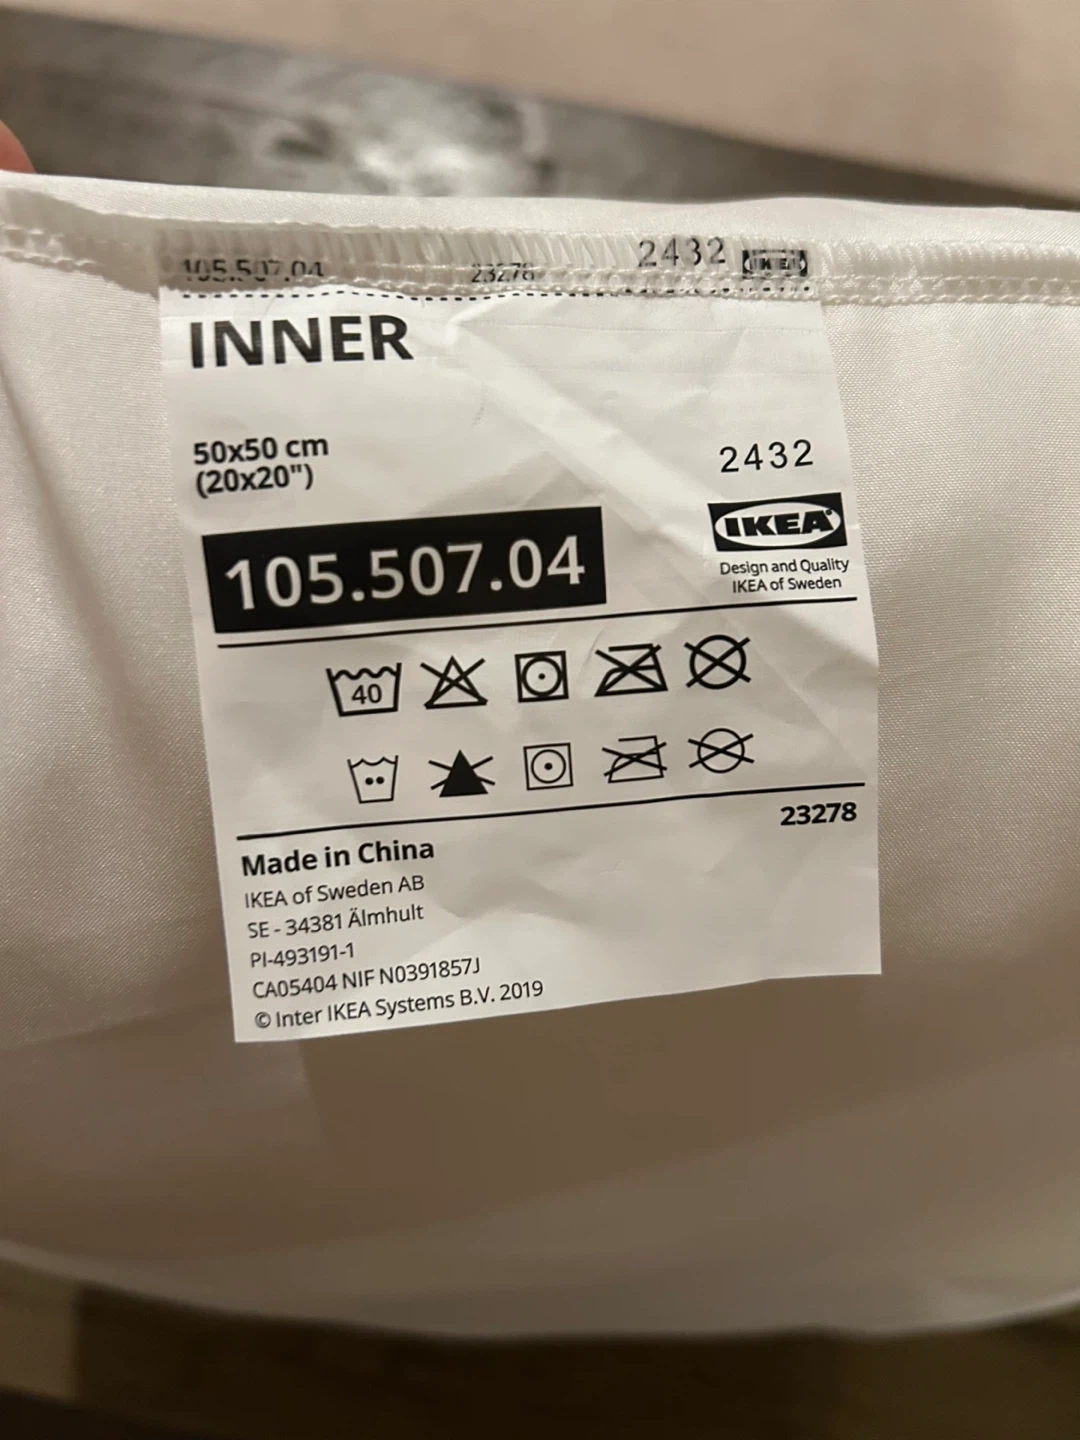 105.507.04 23278 2432 IKEA
INNER
50x50 cm
(20x20")
2432
105.507.04
IKEA®
Design and Quality
IKEA of Sweden
40
23278
Made in China
IKEA of Sweden AB
SE - 34381 Älmhult
PI-493191-1
CA05404 NIF N0391857J
© Inter IKEA Systems B.V. 2019